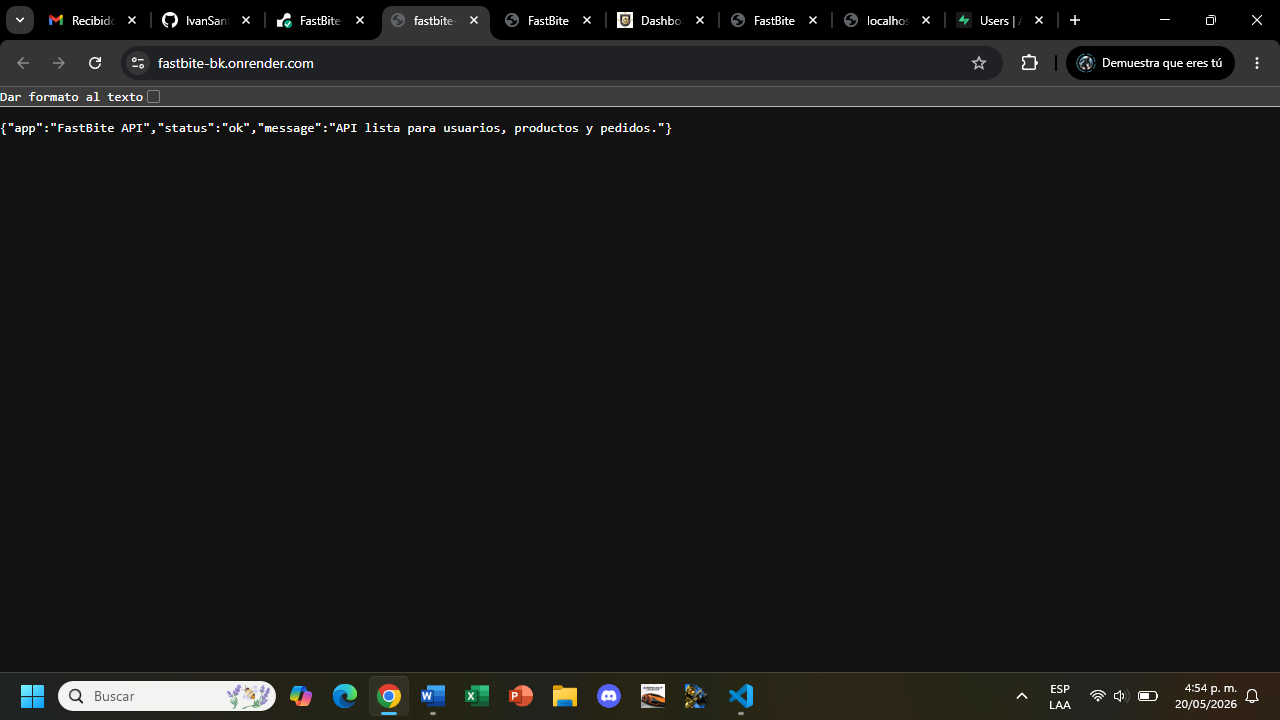 Recibido
IvanSan
FastBite-
fastbite-
FastBite
Dashbo
FastBite
localhos
Users | A
fastbite-bk.onrender.com
Demuestra que eres tú
Dar formato al texto
{"app":"FastBite API","status":"ok","message":"API lista para usuarios, productos y pedidos."}
Buscar
ESP
LAA
4:54 p. m.
20/05/2026